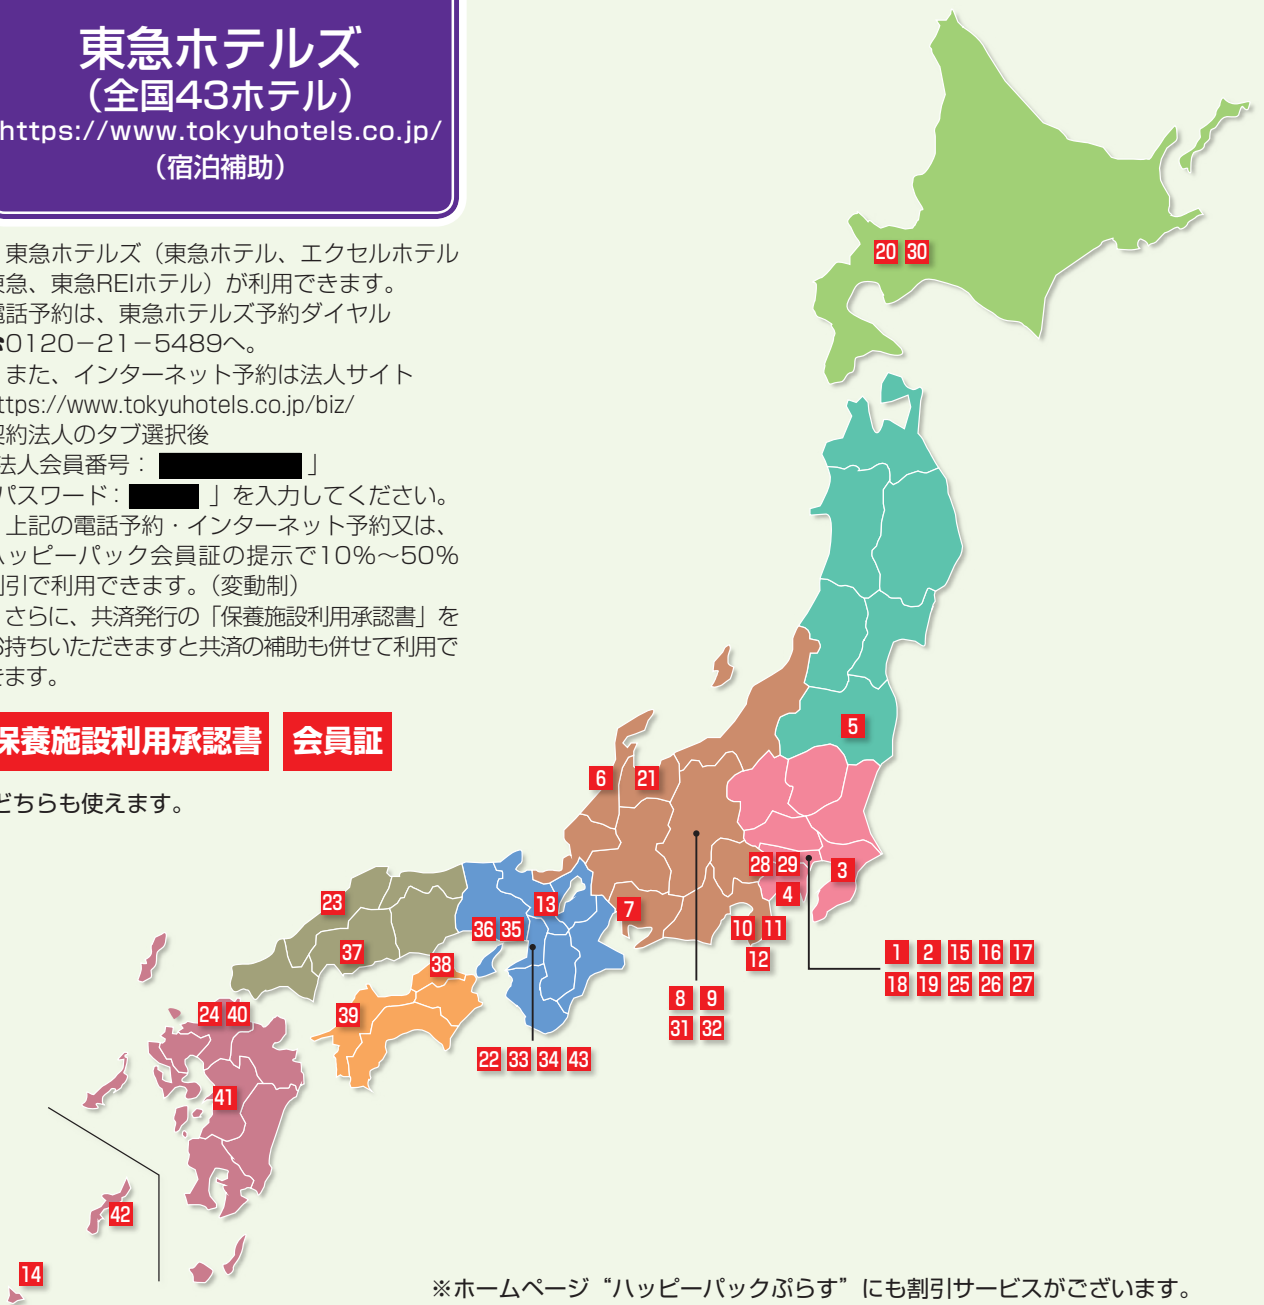 東急ホテルズ
（全国43ホテル）
https://www.tokyuhotels.co.jp/
（宿泊補助）
東急ホテルズ（東急ホテル、エクセルホテル
東急、東急REIホテル）が利用できます。
電話予約は、東急ホテルズ予約ダイヤル
0120－21－5489へ。
また、インターネット予約は法人サイト
https://www.tokyuhotels.co.jp/biz/
契約法人のタブ選択後
法人会員番号： 」
パスワード： 」を入力してください。
上記の電話予約・インターネット予約又は、
ハッピーパック会員証の提示で10％～50％
割引で利用できます。（変動制）
さらに、共済発行の「保養施設利用承認書」を
お持ちいただきますと共済の補助も併せて利用で
きます。
保養施設利用承認書 会員証
どちらも使えます。
20 30
5
6 21
28 29 3
4
23
13 7
36 35
10 11
37
12
38
1 2 15 16 17
18 19 25 26 27
8 9
31 32
24 40 39
22 33 34 43
41
42
14
※ホームページ“ハッピーパックぷらす”にも割引サービスがございます。